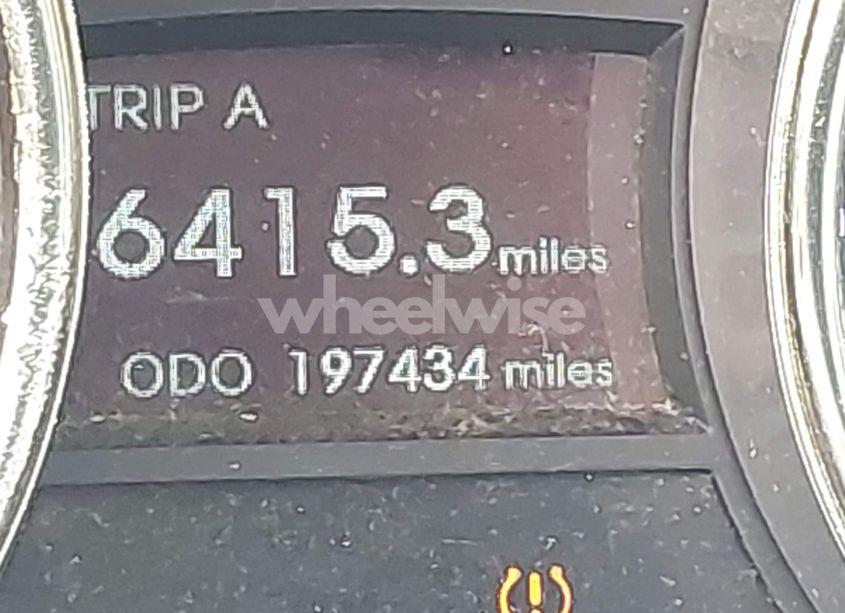 TRIP A
6415.3 miles
wheelwise
ODO 197434 miles